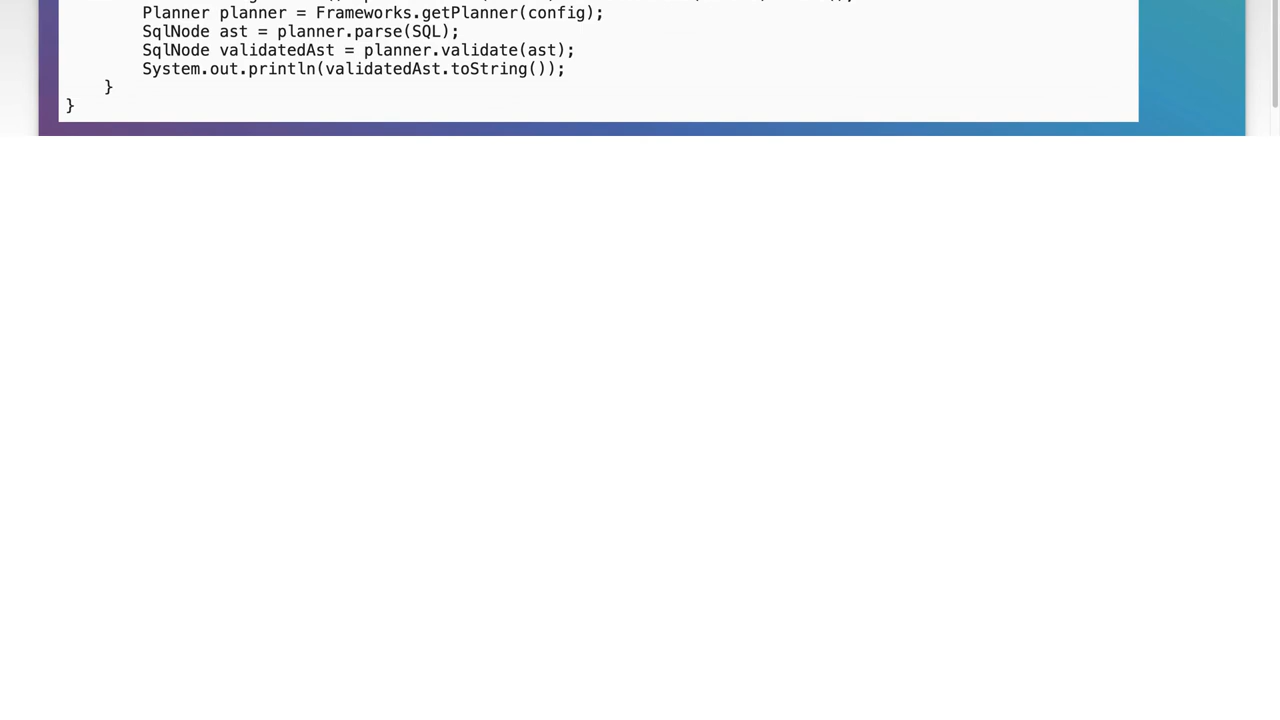 Planner planner = Frameworks.getPlanner(config);
SqlNode ast = planner.parse(SQL);
SqlNode validatedAst = planner.validate(ast);
System.out.println(validatedAst.toString());
}
}